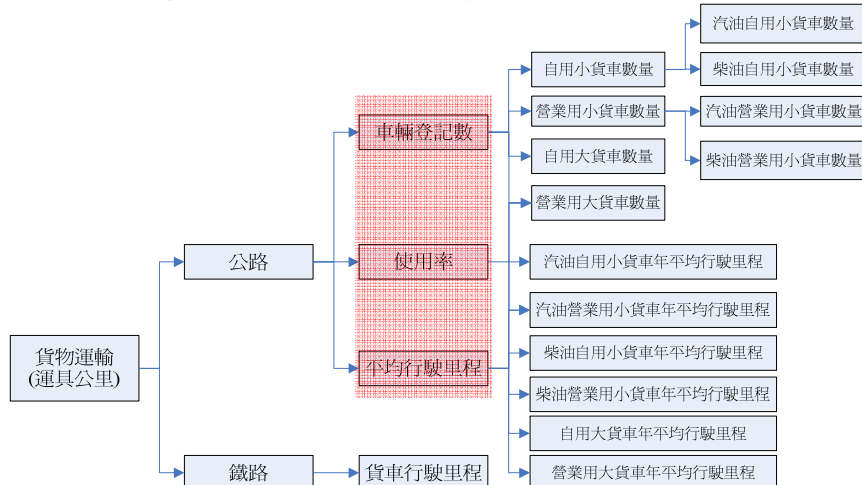 汽油自用小貨車數量
自用小貨車數量
柴油自用小貨車數量
營業用小貨車數量
汽油營業用小貨車數量
車輛登記數
自用大貨車數量
柴油營業用小貨車數量
營業用大貨車數量
公路
使用率
汽油自用小貨車年平均行駛里程
汽油營業用小貨車年平均行駛里程
貨物運輸
(運具公里)
平均行駛里程
柴油自用小貨車年平均行駛里程
柴油營業用小貨車年平均行駛里程
自用大貨車年平均行駛里程
鐵路
貨車行駛里程
營業用大貨車年平均行駛里程